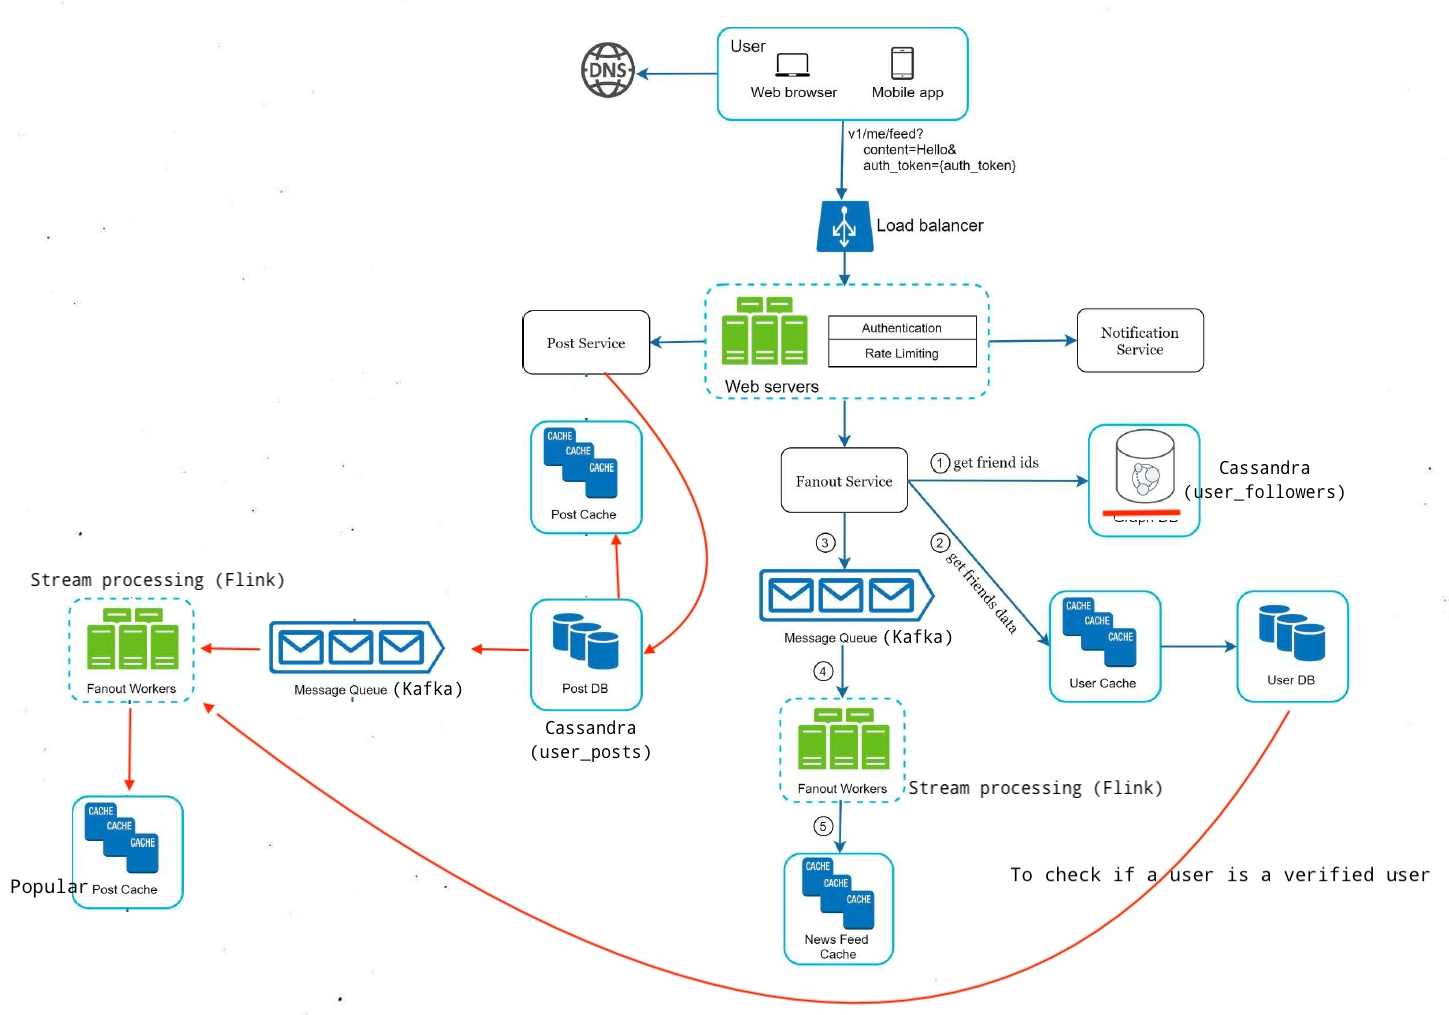 User
DNS
Web browser
Mobile app
v1/me/feed?
content=Hello&
auth_token={auth_token}
Load balancer
Post Service
Authentication
Rate Limiting
Web servers
Notification
Service
CACHE
CACHE
CACHE
Post Cache
Fanout Service
1 get friend ids
Cassandra
(user_followers)
Graph DB
3
2 get friends data
Stream processing (Flink)
Fanout Workers
Message Queue (Kafka)
Post DB
Cassandra
(user_posts)
Message Queue (Kafka)
CACHE
CACHE
CACHE
User Cache
User DB
4
Fanout Workers
Stream processing (Flink)
5
CACHE
CACHE
CACHE
Popular Post Cache
CACHE
CACHE
CACHE
News Feed
Cache
To check if a user is a verified user